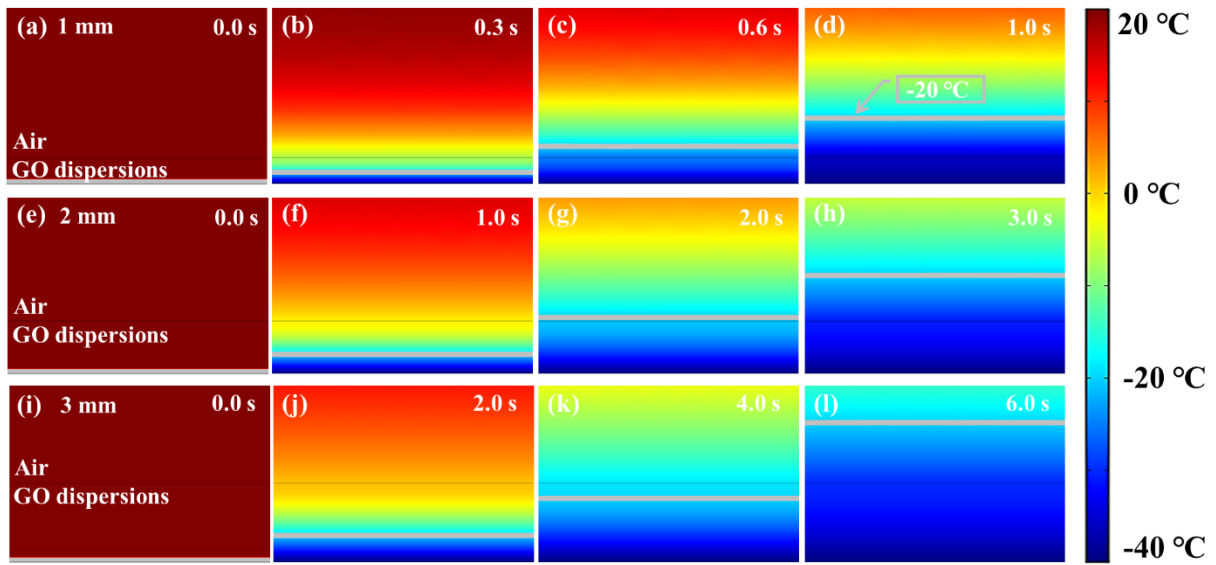 (a) 1 mm 0.0 s
Air
GO dispersions
(b) 0.3 s
(c) 0.6 s
(d) 1.0 s
-20 °C
(e) 2 mm 0.0 s
Air
GO dispersions
(f) 1.0 s
(g) 2.0 s
(h) 3.0 s
(i) 3 mm 0.0 s
Air
GO dispersions
(j) 2.0 s
(k) 4.0 s
(l) 6.0 s
20 °C
0 °C
-20 °C
-40 °C